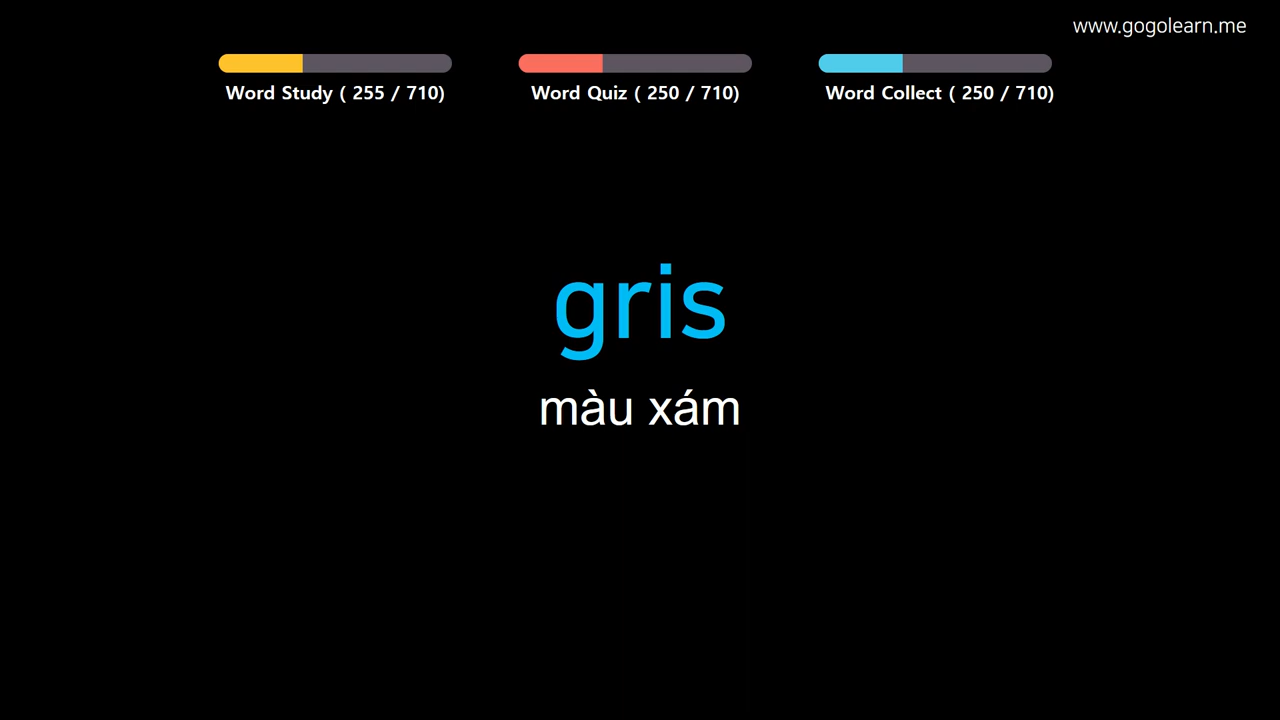 www.gogolearn.me
Word Study ( 255 / 710)
Word Quiz ( 250 / 710)
Word Collect ( 250 / 710)
gris
màu xám